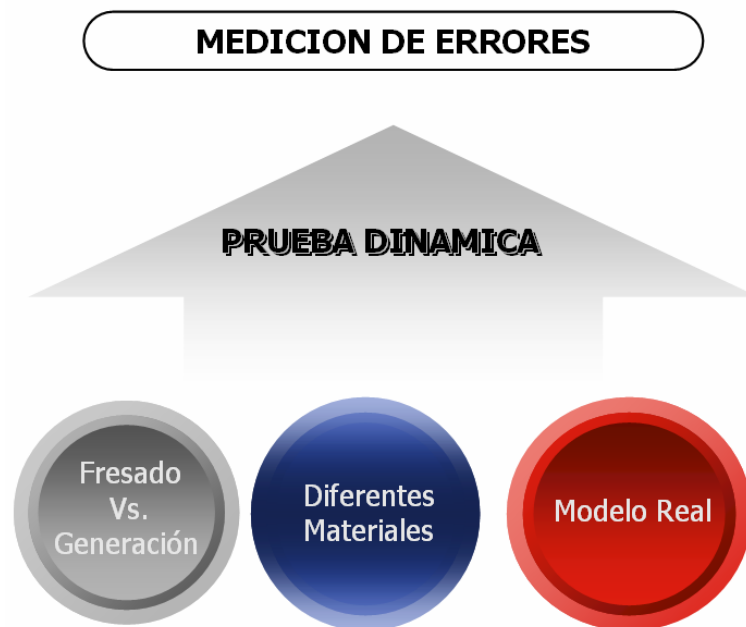 MEDICION DE ERRORES
PRUEBA DINAMICA
Fresado
Vs.
Generación
Diferentes
Materiales
Modelo Real